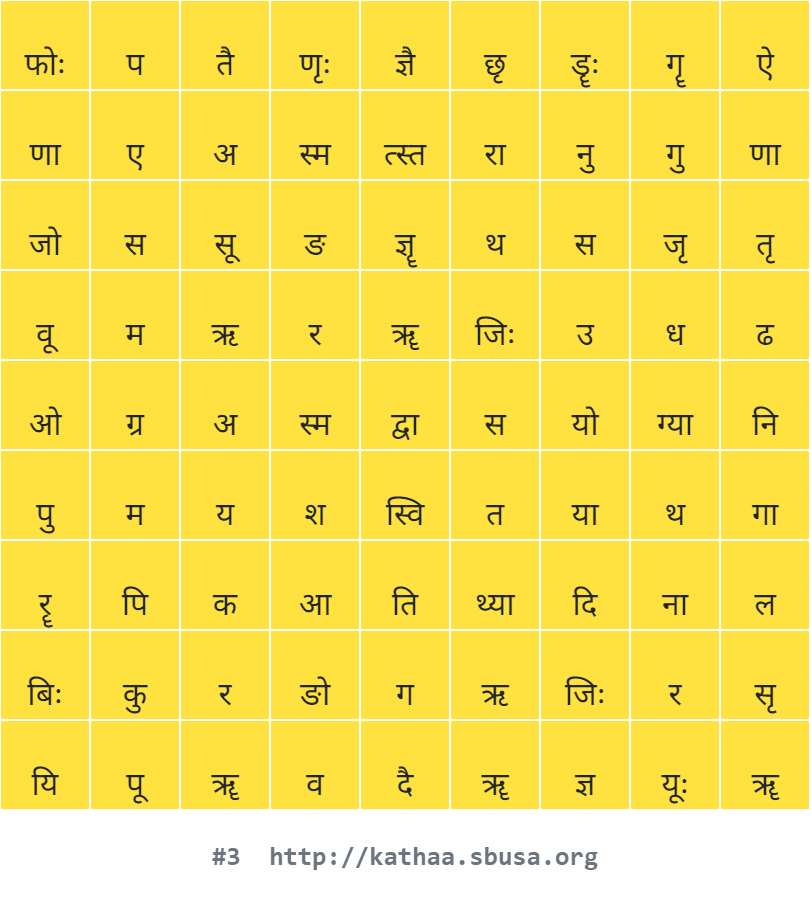 फोः प तै णृः ज्ञै छृ ड़ॄः गॄ ऐ
णा ए अ स्म त्स्त रा नु गु णा
जो स सू ङ ज्ञॄ थ स जृ तृ
वू म ऋ र ॠ जिः उ ध ढ
ओ ग्र अ स्म द्वा स यो ग्या नि
पु म य श स्वि त या थ गा
रॄ पि क आ ति थ्या दि ना ल
बिः कु र ङो ग ऋ जिः र सृ
यि पू ॠ व दै ॠ ज्ञ यूः ॠ
#3 http://kathaa.sbusa.org